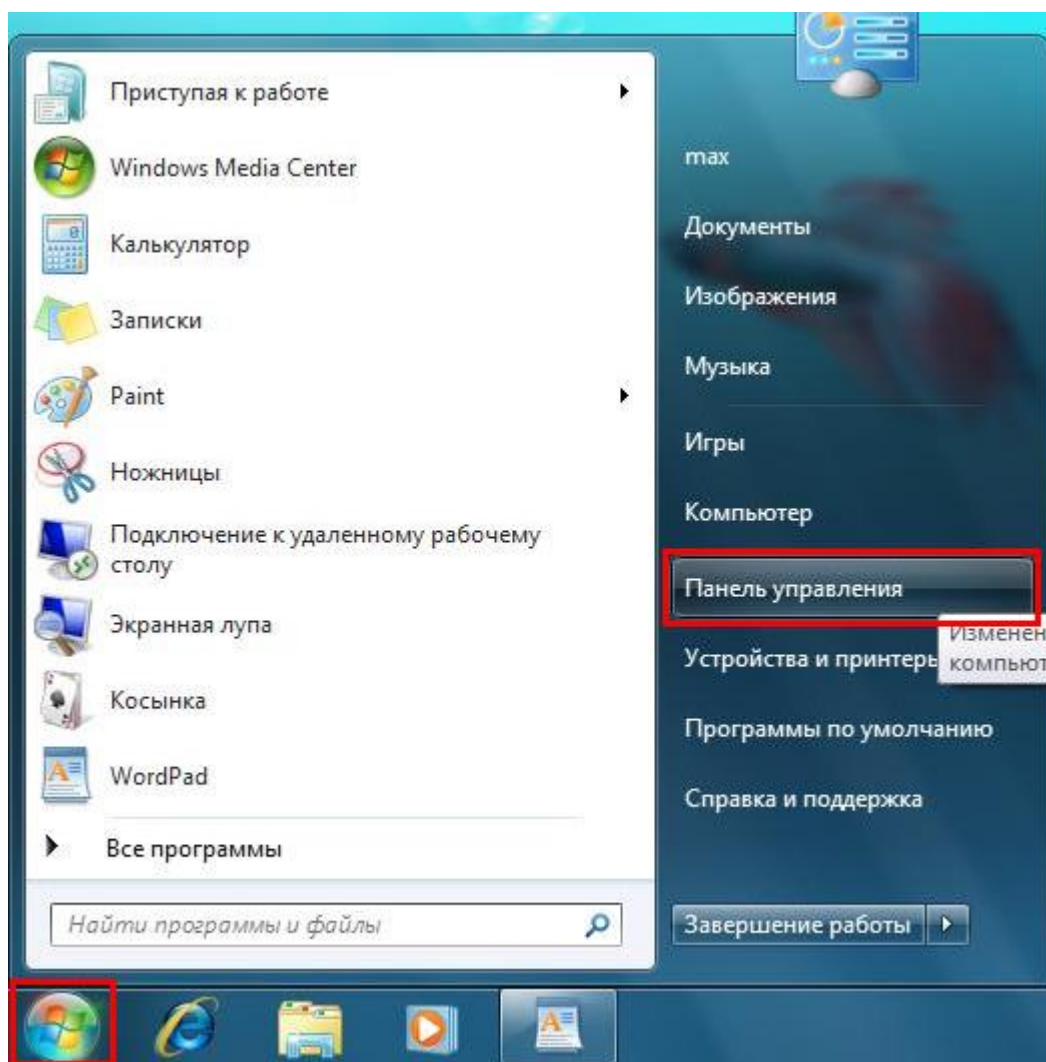 Приступая к работе
Windows Media Center
Калькулятор
Записки
Paint
Ножницы
Подключение к удаленному рабочему
столу
Экранная лупа
Косынка
WordPad
Все программы
Найти программы и файлы
max
Документы
Изображения
Музыка
Игры
Компьютер
Панель управления
Устройства и принтеры
Программы по умолчанию
Справка и поддержка
Завершение работы